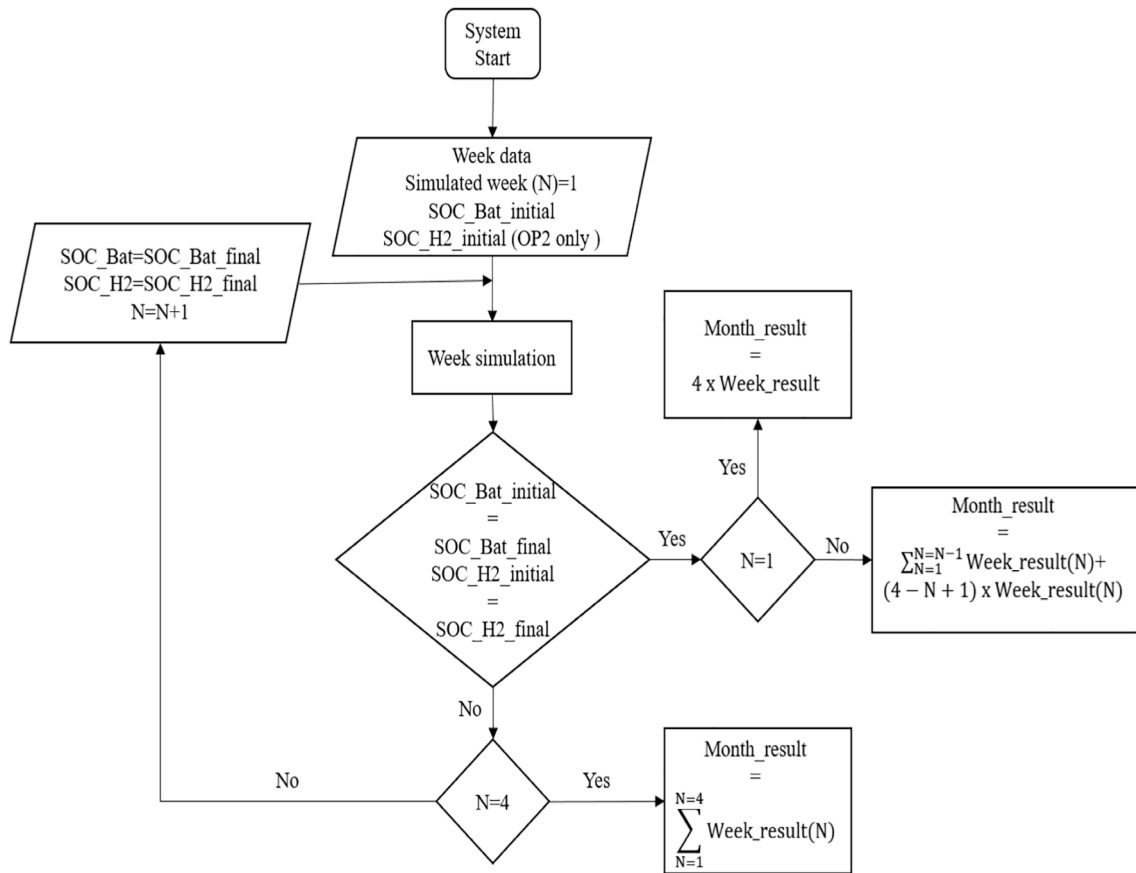 System
Start
Week data
Simulated week (N)=1
SOC_Bat_initial
SOC_H2_initial (OP2 only )
SOC_Bat=SOC_Bat_final
SOC_H2=SOC_H2_final
N=N+1
Week simulation
Month_result
=
4 x Week_result
Yes
SOC_Bat_initial
=
SOC_Bat_final
SOC_H2_initial
=
SOC_H2_final
Yes
N=1
No
Month_result
=
∑_{N=1}^{N=N−1} Week_result(N)+
(4 − N + 1) x Week_result(N)
No
N=4
No
Yes
Month_result
=
∑_{N=1}^{N=4} Week_result(N)